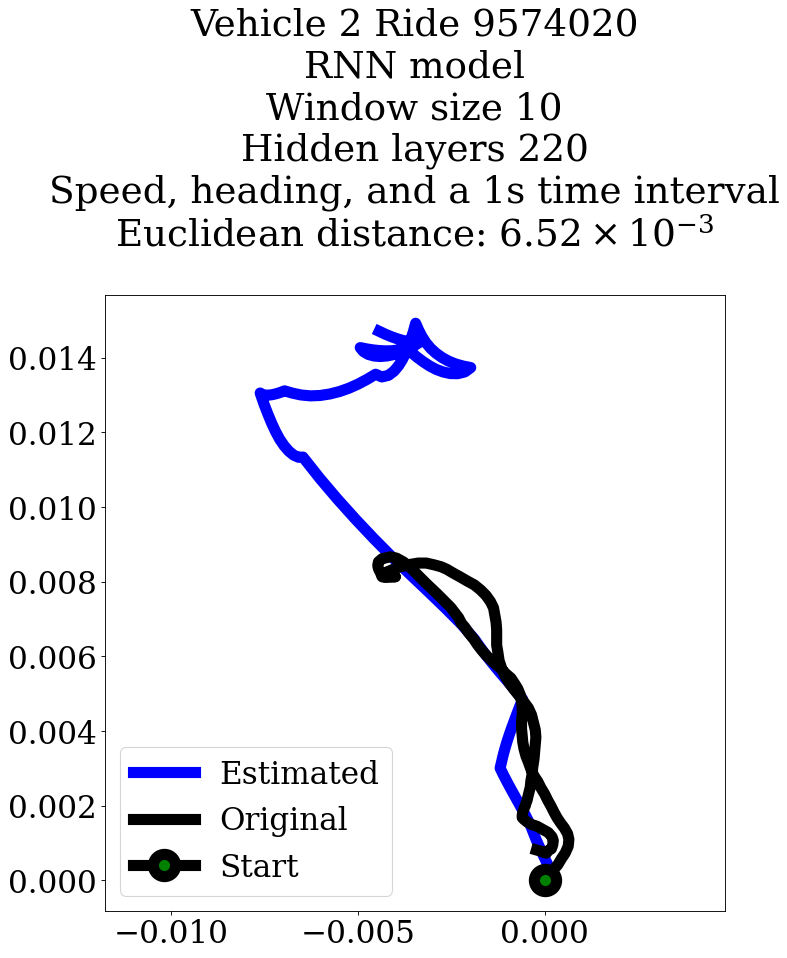 Vehicle 2 Ride 9574020
RNN model
Window size 10
Hidden layers 220
Speed, heading, and a 1s time interval
Euclidean distance: 6.52 × 10⁻³
0.014
0.012
0.010
0.008
0.006
0.004
0.002
0.000
Estimated
Original
Start
−0.010
−0.005
0.000